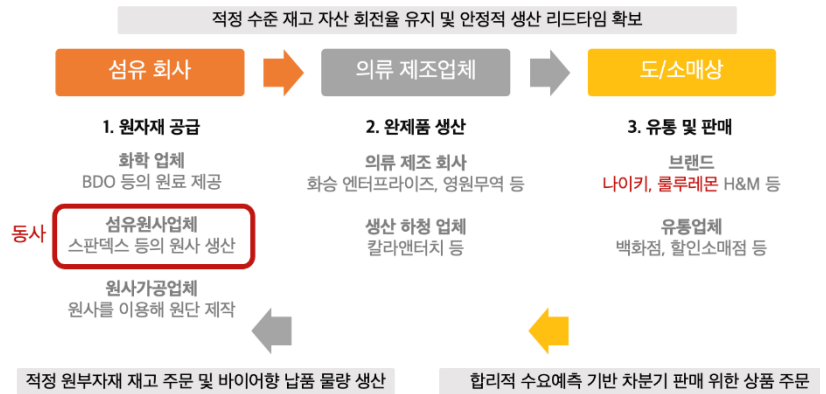 적정 수준 재고 자산 회전율 유지 및 안정적 생산 리드타임 확보
섬유 회사
의류 제조업체
도/소매상
1. 원자재 공급
2. 완제품 생산
3. 유통 및 판매
화학 업체
BDO 등의 원료 제공
의류 제조 회사
화승 엔터프라이즈, 영원무역 등
브랜드
나이키, 룰루레몬 H&M 등
동사
섬유원사업체
스판덱스 등의 원사 생산
생산 하청 업체
칼라앤터치 등
유통업체
백화점, 할인소매점 등
원사가공업체
원사를 이용해 원단 제작
적정 원부자재 재고 주문 및 바이어향 납품 물량 생산
합리적 수요예측 기반 차분기 판매 위한 상품 주문